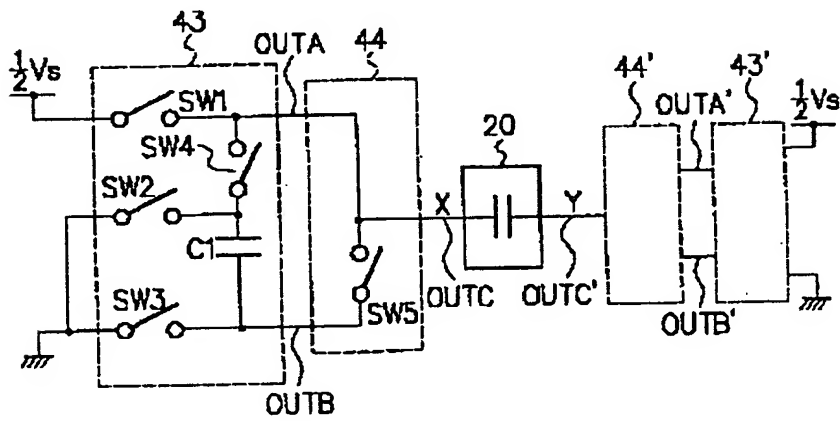 43
OUTA
44
½Vs
SW1
SW4
SW2
C1
SW3
SW5
OUTB
X
20
Y
OUTC
OUTC'
44'
OUTA'
43'
½Vs
OUTB'